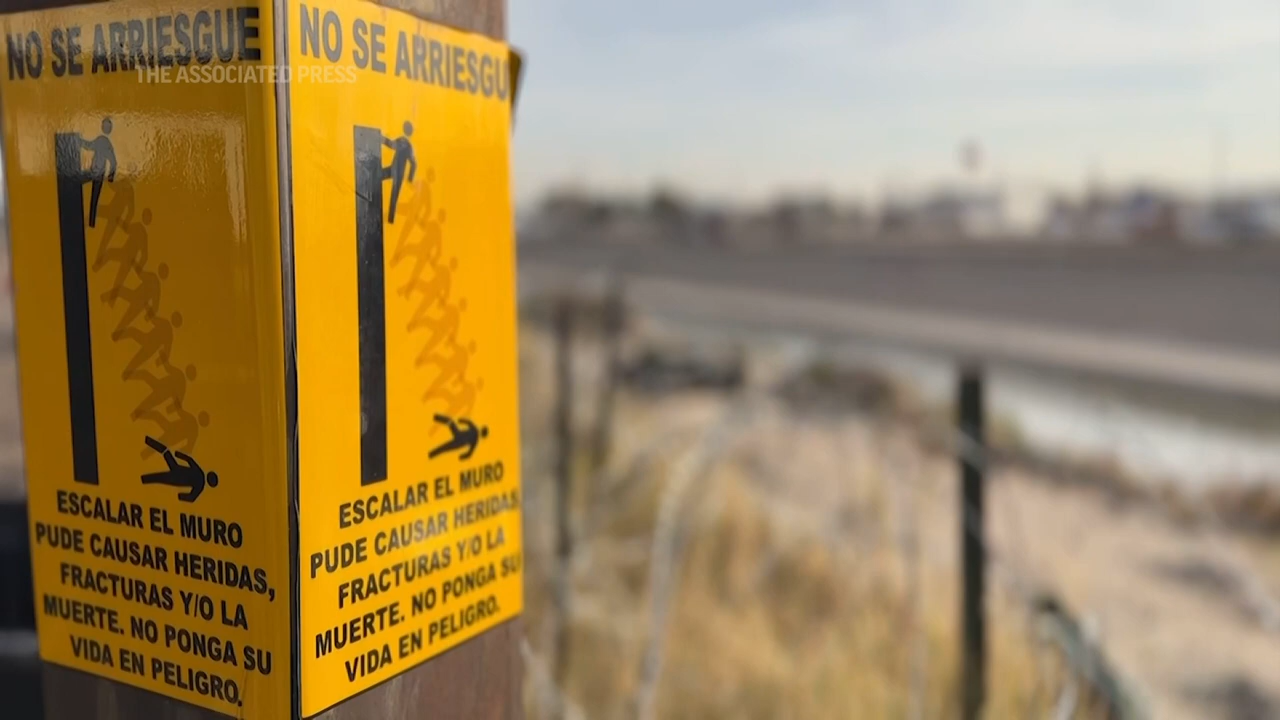 NO SE ARRIESGUE
THE ASSOCIATED PRESS
ESCALAR EL MURO
PUDE CAUSAR HERIDAS,
FRACTURAS Y/O LA
MUERTE. NO PONGA SU
VIDA EN PELIGRO.
NO SE ARRIESGU
ESCALAR EL MURO
PUDE CAUSAR HERIDAS,
FRACTURAS Y/O LA
MUERTE. NO PONGA SU
VIDA EN PELIGRO.